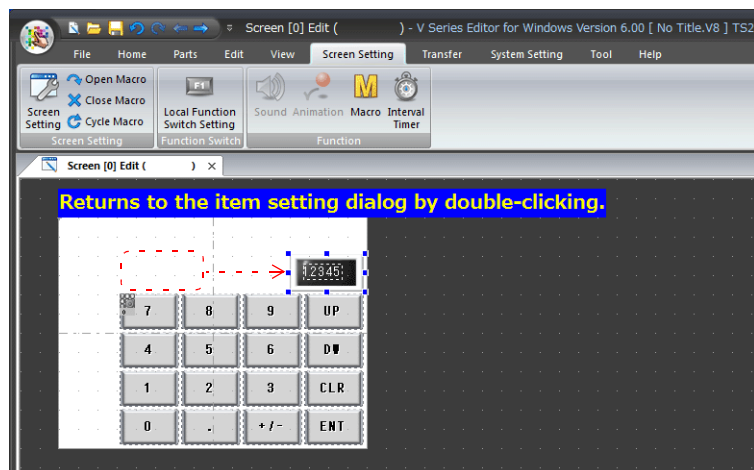 Screen [0] Edit ( ) - V Series Editor for Windows Version 6.00 [ No Title.V8 ] TS2
File Home Parts Edit View Screen Setting Transfer System Setting Tool Help
Screen Setting
Open Macro
Close Macro
Cycle Macro
Screen Setting
F1
Local Function Switch Setting
Function Switch
Sound Animation Macro Interval Timer
Function
Screen [0] Edit ( ) ×
Returns to the item setting dialog by double-clicking.
12345
7 8 9 UP
4 5 6 DW
1 2 3 CLR
0 . +/- ENT